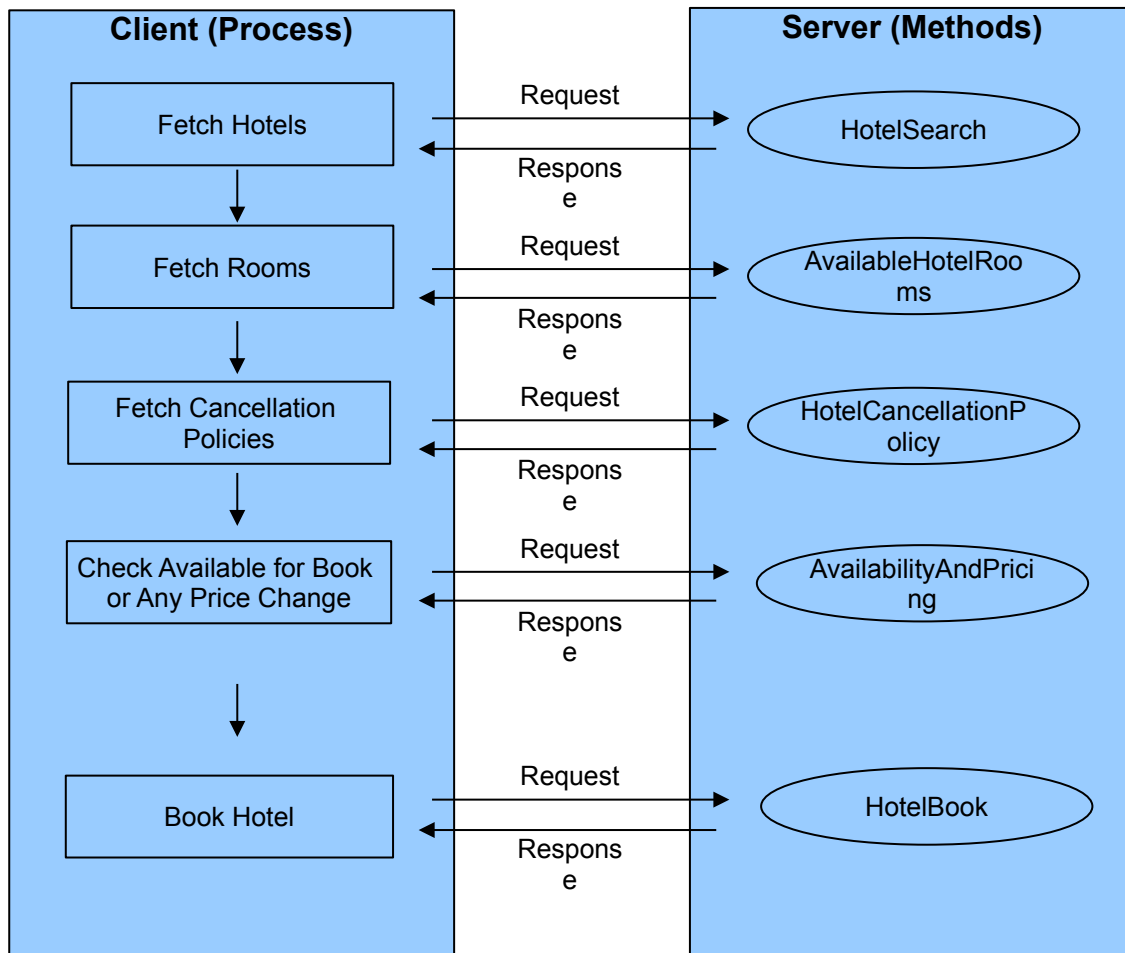 Client (Process)
Server (Methods)
Fetch Hotels
Request
HotelSearch
Respons
e
Fetch Rooms
Request
AvailableHotelRoo
ms
Respons
e
Fetch Cancellation
Policies
Request
HotelCancellationP
olicy
Respons
e
Check Available for Book
or Any Price Change
Request
AvailabilityAndPrici
ng
Respons
e
Book Hotel
Request
HotelBook
Respons
e